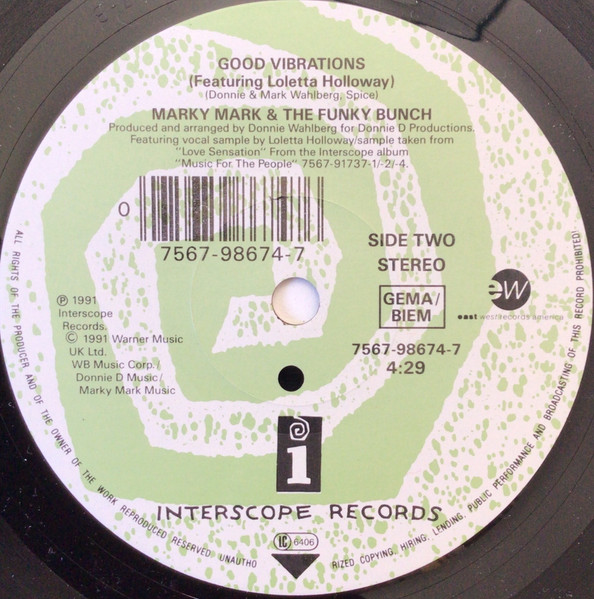 GOOD VIBRATIONS
(Featuring Loletta Holloway)
(Donnie & Mark Wahlberg, Spice)
MARKY MARK & THE FUNKY BUNCH
Produced and arranged by Donnie Wahlberg for Donnie D Productions.
Featuring vocal sample by Loletta Holloway/sample taken from
"Love Sensation" From the Interscope album
"Music For The People" 7567-91737-1/-2/-4.
0
7567-98674-7
SIDE TWO
STEREO
GEMA/
BIEM
7567-98674-7
4:29
ew
east west records america
℗ 1991
Interscope
Records.
© 1991 Warner Music
UK Ltd.
WB Music Corp./
Donnie D Music/
Marky Mark Music
i
INTERSCOPE RECORDS
LC 6406
ALL RIGHTS OF THE PRODUCER AND OF THE OWNER OF THE WORK REPRODUCED RESERVED UNAUTHO RIZED COPYING, HIRING, LENDING, PUBLIC PERFORMANCE AND BROADCASTING OF THIS RECORD PROHIBITED!